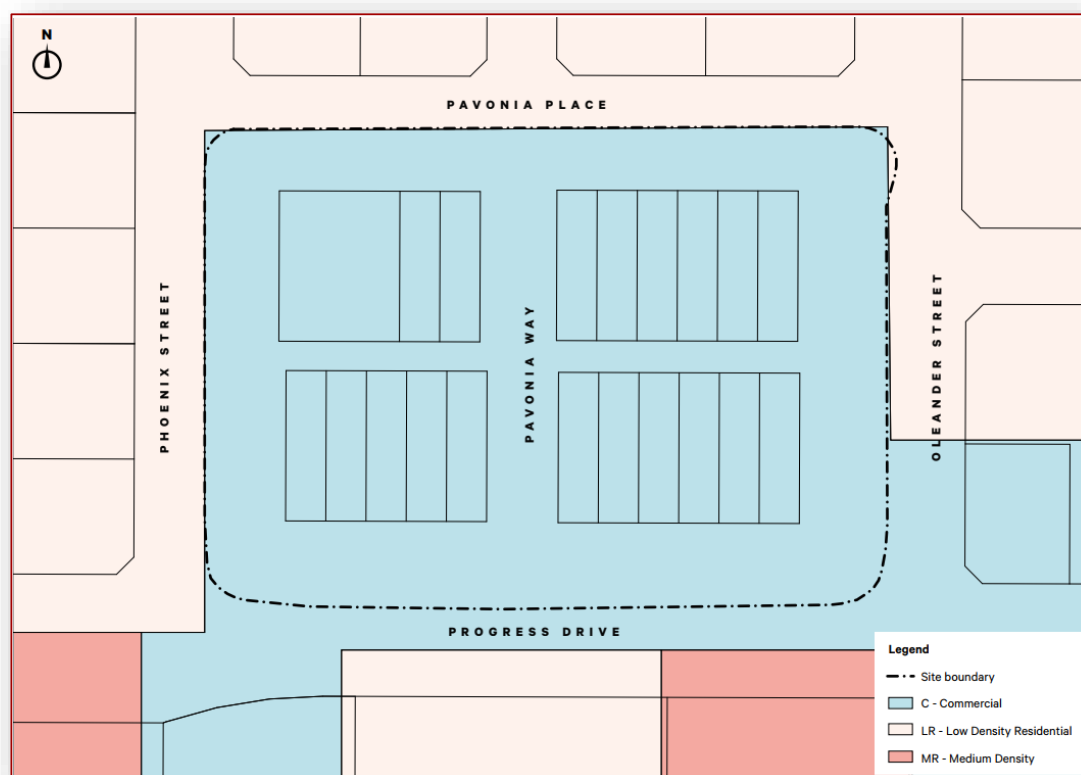 N
PAVONIA PLACE
PHOENIX STREET
PAVONIA WAY
OLEANDER STREET
PROGRESS DRIVE
Legend
Site boundary
C - Commercial
LR - Low Density Residential
MR - Medium Density